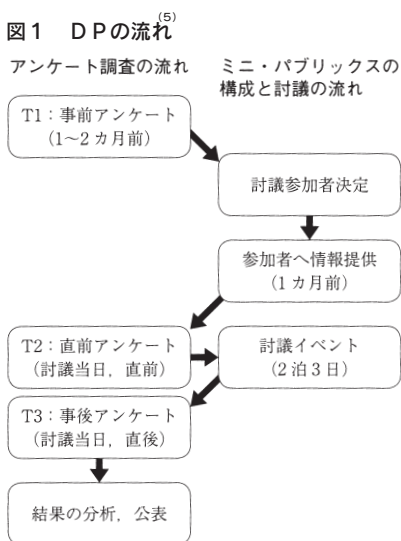 図1　DPの流れ(5)
アンケート調査の流れ
ミニ・パブリックスの
構成と討議の流れ
T1：事前アンケート
（1～2カ月前）
討議参加者決定
参加者へ情報提供
（1カ月前）
T2：直前アンケート
（討議当日，直前）
討議イベント
（2泊3日）
T3：事後アンケート
（討議当日，直後）
結果の分析，公表